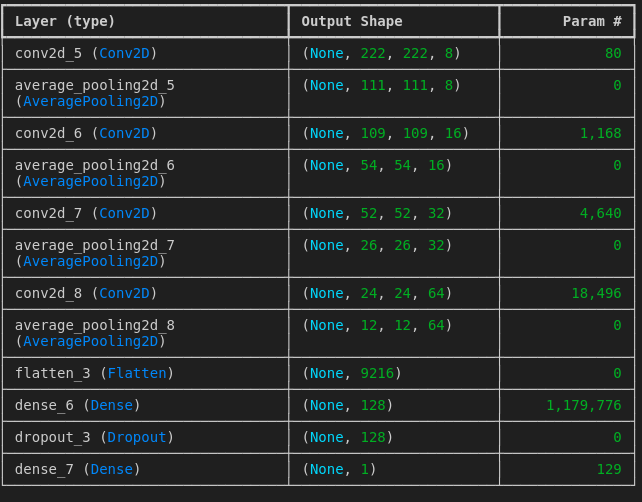 Layer (type) Output Shape Param #
conv2d_5 (Conv2D) (None, 222, 222, 8) 80
average_pooling2d_5 (None, 111, 111, 8) 0
(AveragePooling2D)
conv2d_6 (Conv2D) (None, 109, 109, 16) 1,168
average_pooling2d_6 (None, 54, 54, 16) 0
(AveragePooling2D)
conv2d_7 (Conv2D) (None, 52, 52, 32) 4,640
average_pooling2d_7 (None, 26, 26, 32) 0
(AveragePooling2D)
conv2d_8 (Conv2D) (None, 24, 24, 64) 18,496
average_pooling2d_8 (None, 12, 12, 64) 0
(AveragePooling2D)
flatten_3 (Flatten) (None, 9216) 0
dense_6 (Dense) (None, 128) 1,179,776
dropout_3 (Dropout) (None, 128) 0
dense_7 (Dense) (None, 1) 129